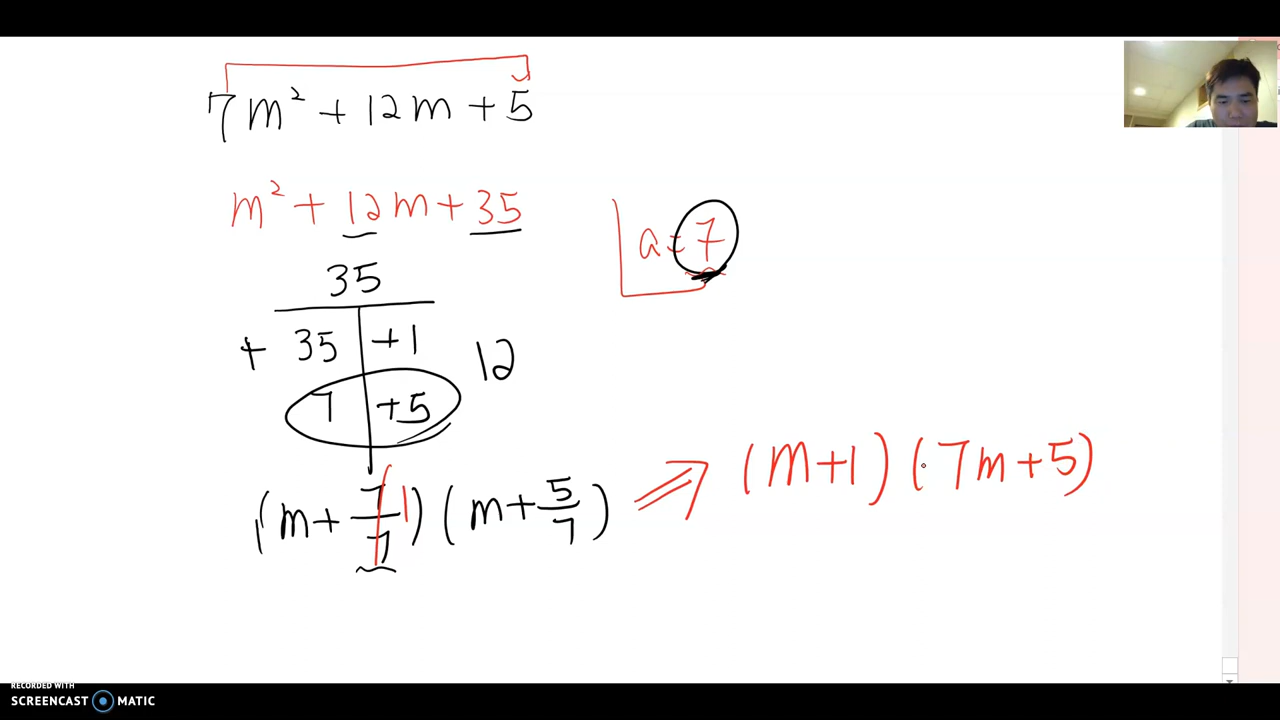 7m² + 12m + 5
m² + 12m + 35
a = 7
35
+ 35 +1
12
7 +5
(m + 7/7 1) (m + 5/7) ⇒ (m+1) (7m+5)
RECORDED WITH
SCREENCAST MATIC